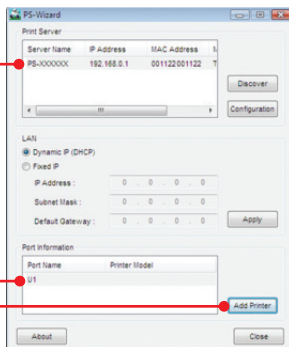 PS-Wizard
Print Server
Server Name IP Address MAC Address
PS-XXXXXX 192.168.0.1 001122001122 T
Discover
Configuration
LAN
Dynamic IP (DHCP)
Fixed IP
IP Address : 0 . 0 . 0 . 0
Subnet Mask : 0 . 0 . 0 . 0
Default Gateway : 0 . 0 . 0 . 0
Apply
Port Information
Port Name Printer Model
U1
Add Printer
About Close